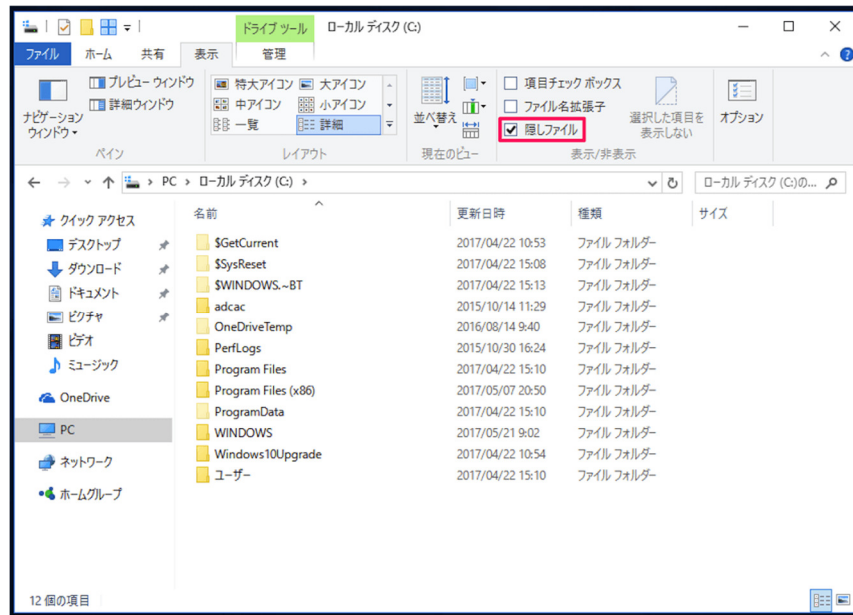 ドライブ ツール ローカル ディスク (C:)
ファイル ホーム 共有 表示 管理
ナビゲーション ウィンドウ
プレビュー ウィンドウ
詳細ウィンドウ
ペイン
特大アイコン 大アイコン
中アイコン 小アイコン
一覧 詳細
レイアウト
並べ替え
現在のビュー
項目チェック ボックス
ファイル名拡張子
隠しファイル
選択した項目を
表示しない
表示/非表示
オプション
PC › ローカル ディスク (C:) ›
ローカル ディスク (C:)の...
クイック アクセス
デスクトップ
ダウンロード
ドキュメント
ピクチャ
ビデオ
ミュージック
OneDrive
PC
ネットワーク
ホームグループ
名前 更新日時 種類 サイズ
$GetCurrent 2017/04/22 10:53 ファイル フォルダー
$SysReset 2017/04/22 15:08 ファイル フォルダー
$WINDOWS.~BT 2017/04/22 15:13 ファイル フォルダー
adcac 2015/10/14 11:29 ファイル フォルダー
OneDriveTemp 2016/08/14 9:40 ファイル フォルダー
PerfLogs 2015/10/30 16:24 ファイル フォルダー
Program Files 2017/04/22 15:10 ファイル フォルダー
Program Files (x86) 2017/05/07 20:50 ファイル フォルダー
ProgramData 2017/04/22 15:10 ファイル フォルダー
WINDOWS 2017/05/21 9:02 ファイル フォルダー
Windows10Upgrade 2017/04/22 10:54 ファイル フォルダー
ユーザー 2017/04/22 15:10 ファイル フォルダー
12 個の項目